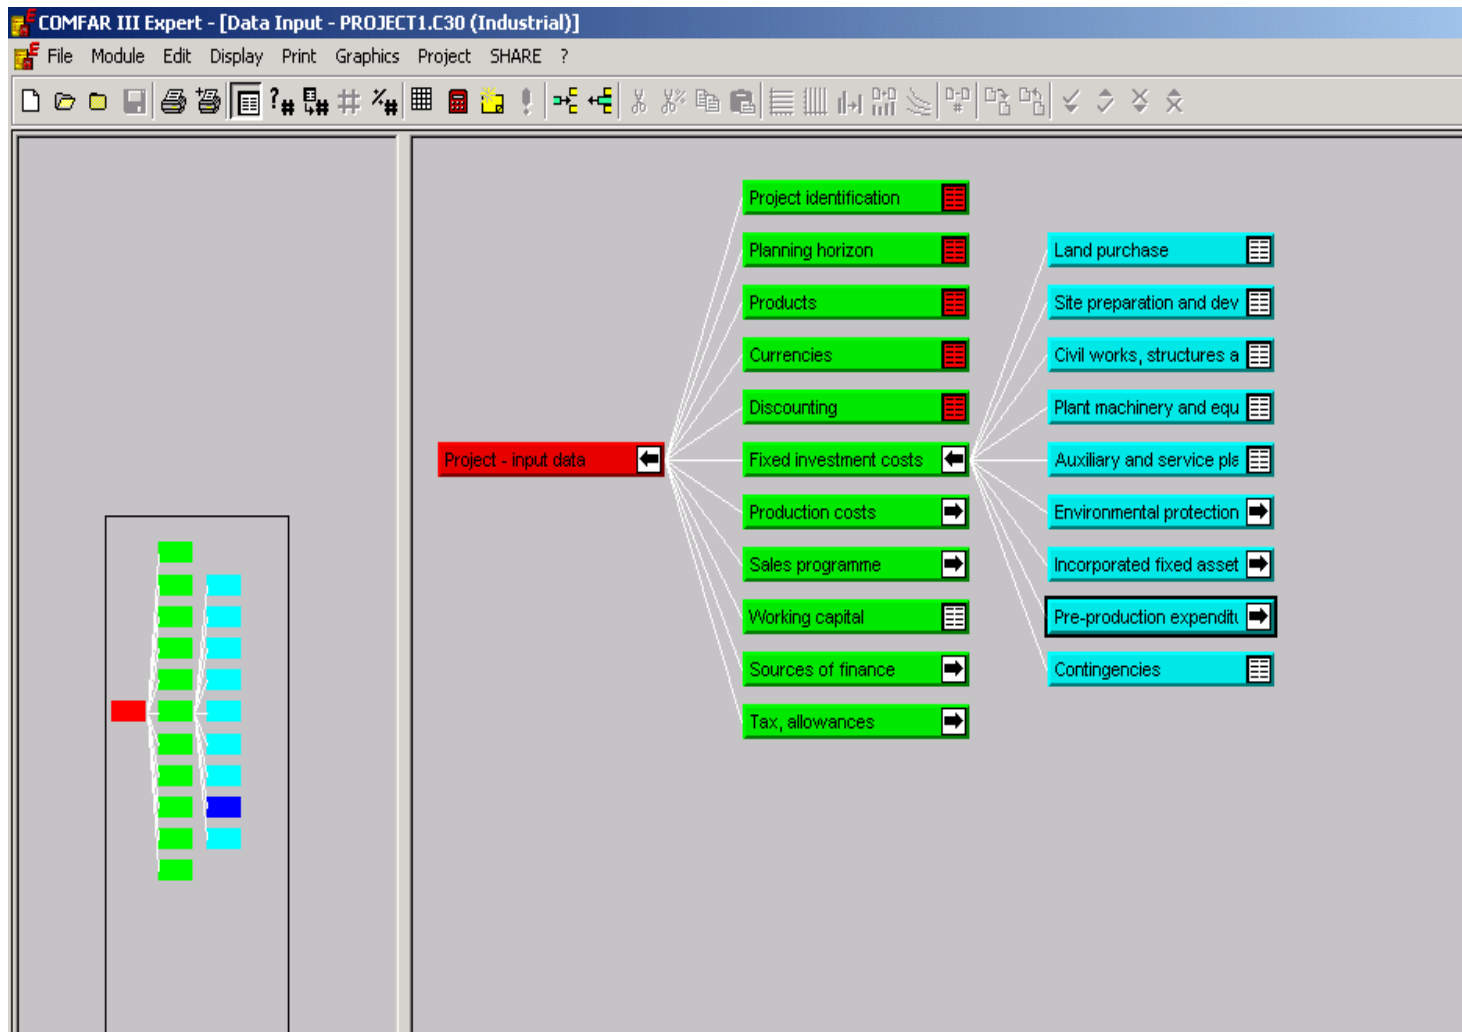 COMFAR III Expert - [Data Input - PROJECT1.C30 (Industrial)]
File Module Edit Display Print Graphics Project SHARE ?
Project identification
Planning horizon
Products
Currencies
Discounting
Project - input data
Fixed investment costs
Production costs
Sales programme
Working capital
Sources of finance
Tax, allowances
Land purchase
Site preparation and dev
Civil works, structures a
Plant machinery and equ
Auxiliary and service pla
Environmental protection
Incorporated fixed asset
Pre-production expenditu
Contingencies